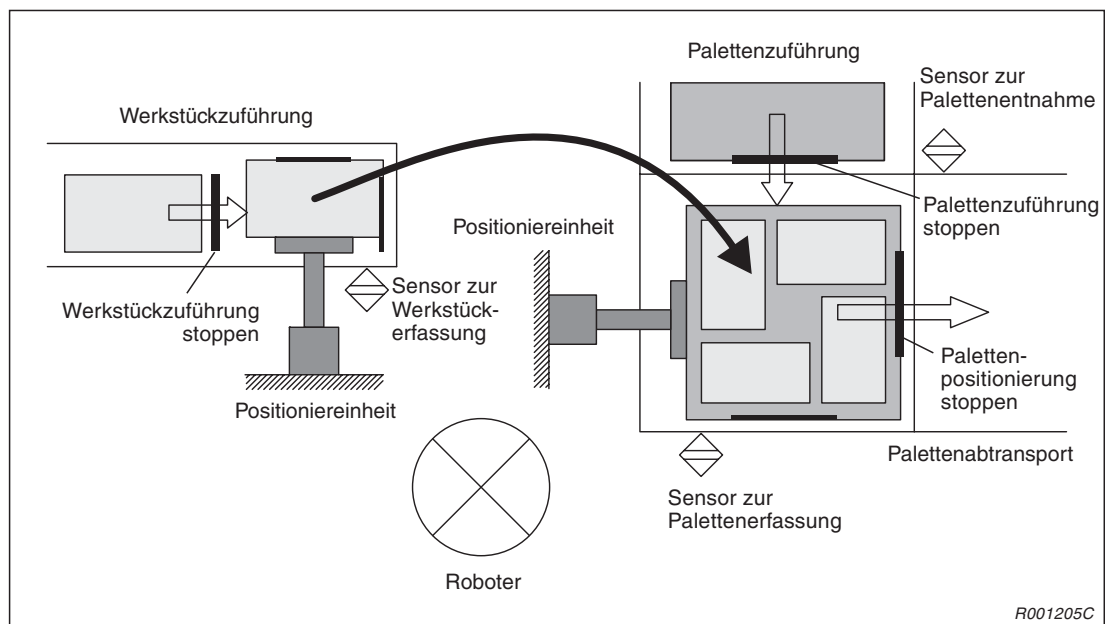 Palettenzuführung
Sensor zur
Palettenentnahme
Werkstückzuführung
Palettenzuführung
stoppen
Positioniereinheit
Sensor zur
Werkstück-
erfassung
Werkstückzuführung
stoppen
Paletten-
positionierung
stoppen
Positioniereinheit
Palettenabtransport
Sensor zur
Palettenerfassung
Roboter
R001205C